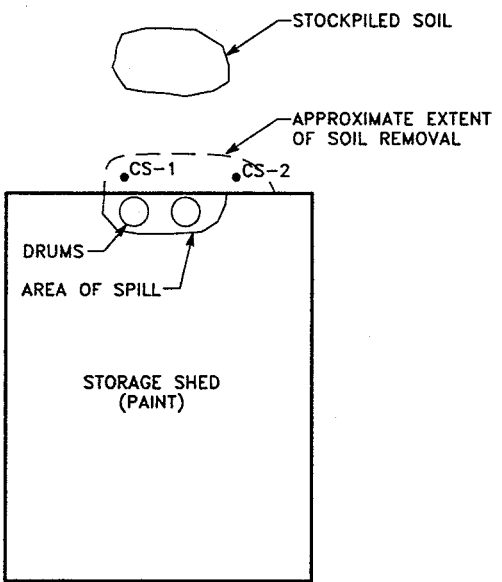 STOCKPILED SOIL
APPROXIMATE EXTENT
OF SOIL REMOVAL
CS-1
CS-2
DRUMS
AREA OF SPILL
STORAGE SHED
(PAINT)